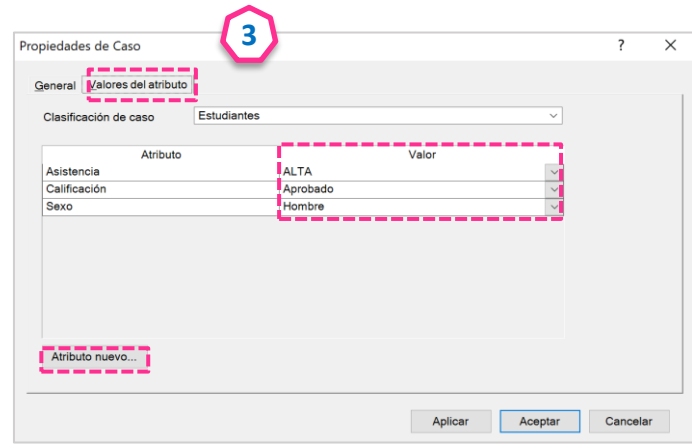 3
Propiedades de Caso ? ×
General Valores del atributo
Clasificación de caso Estudiantes
Atributo Valor
Asistencia ALTA
Calificación Aprobado
Sexo Hombre
Atributo nuevo...
Aplicar Aceptar Cancelar